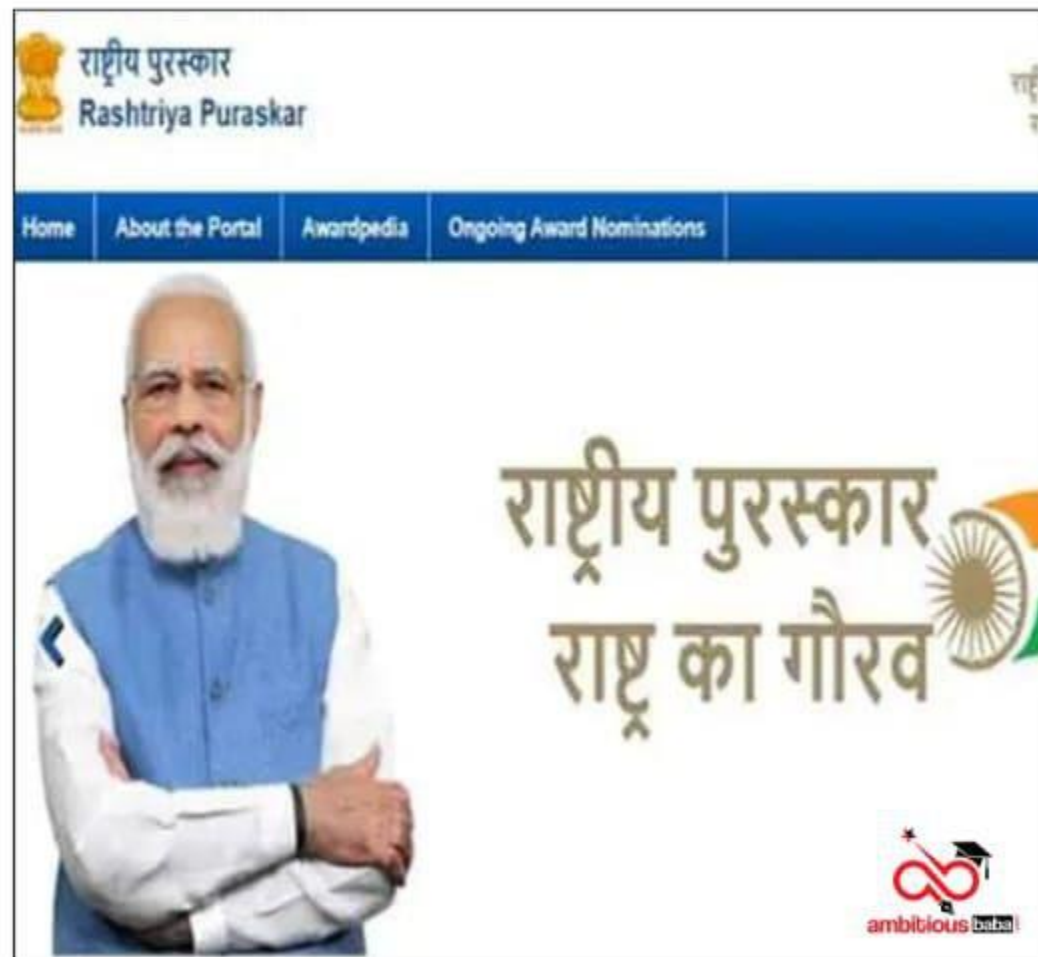 राष्ट्रीय पुरस्कार
Rashtriya Puraskar
Home About the Portal Awardpedia Ongoing Award Nominations
राष्ट्रीय पुरस्कार
राष्ट्र का गौरव
ambitious baba